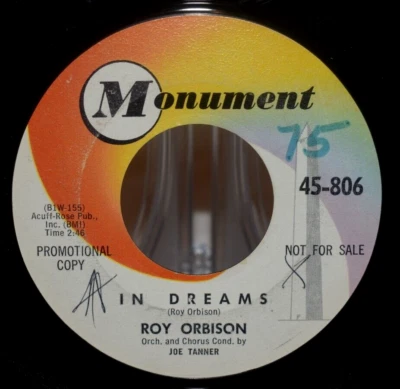 Monument
75
45-806
(B1W-155)
Acuff-Rose Pub.,
Inc. (BMI)
Time 2:46
PROMOTIONAL
COPY
NOT FOR SALE
X
IN DREAMS
(Roy Orbison)
ROY ORBISON
Orch. and Chorus Cond. by
JOE TANNER